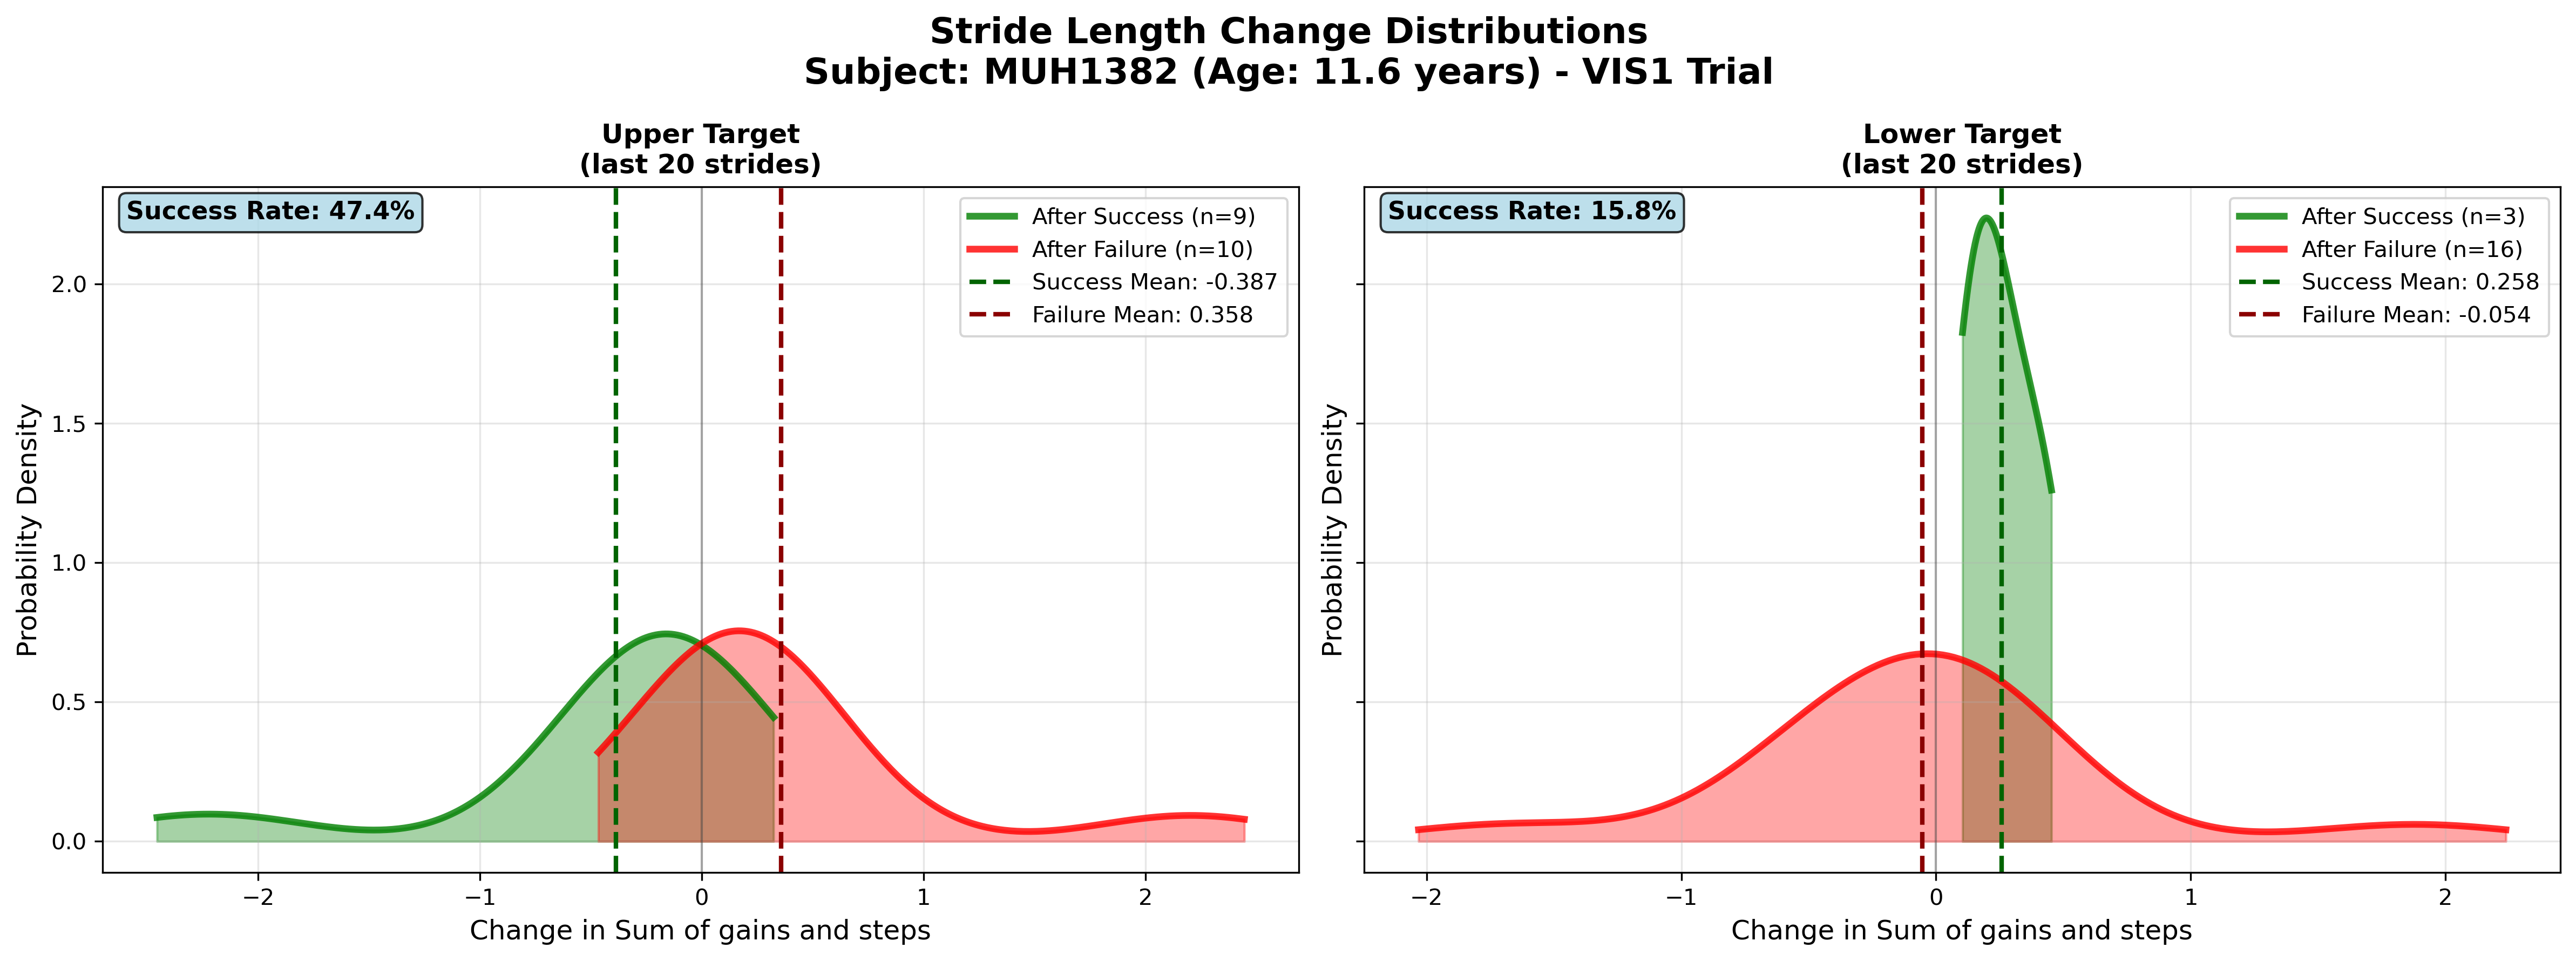 Stride Length Change Distributions
Subject: MUH1382 (Age: 11.6 years) - VIS1 Trial
Upper Target
(last 20 strides)
Success Rate: 47.4%
After Success (n=9)
After Failure (n=10)
Success Mean: -0.387
Failure Mean: 0.358
2.0
1.5
1.0
0.5
0.0
Probability Density
−2
−1
0
1
2
Change in Sum of gains and steps
Lower Target
(last 20 strides)
Success Rate: 15.8%
After Success (n=3)
After Failure (n=16)
Success Mean: 0.258
Failure Mean: -0.054
Probability Density
−2
−1
0
1
2
Change in Sum of gains and steps